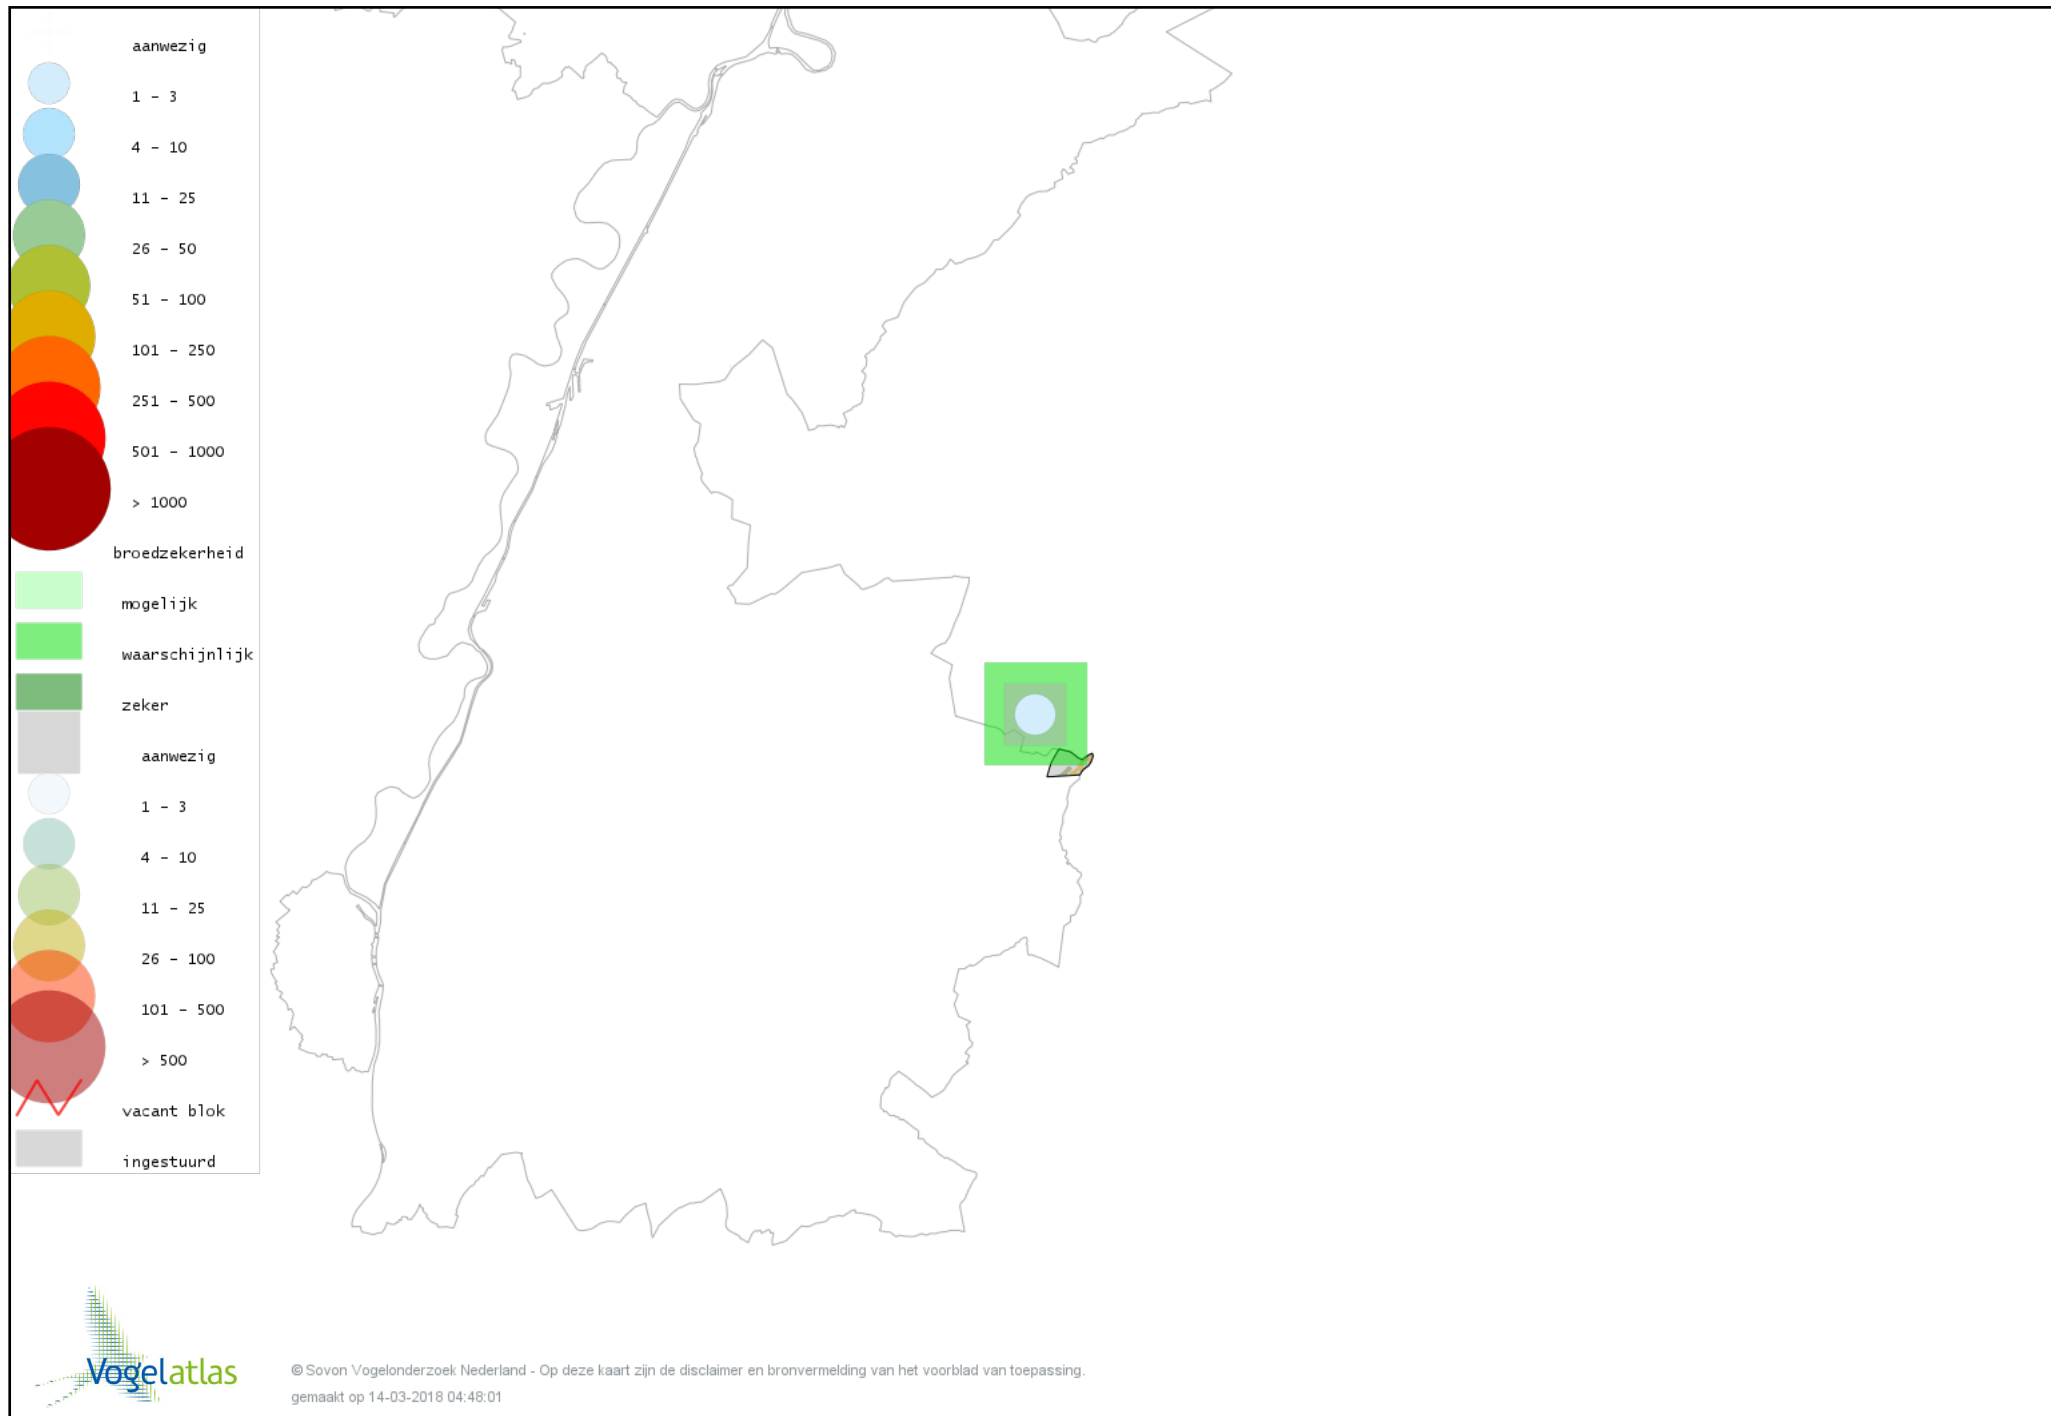 aanwezig
1 – 3
4 – 10
11 – 25
26 – 50
51 – 100
101 – 250
251 – 500
501 – 1000
> 1000
broedzekerheid
mogelijk
waarschijnlijk
zeker
aanwezig
1 – 3
4 – 10
11 – 25
26 – 100
101 – 500
> 500
vacant blok
ingestuurd
Vogelatlas
© Sovon Vogelonderzoek Nederland - Op deze kaart zijn de disclaimer en bronvermelding van het voorblad van toepassing.
gemaakt op 14-03-2018 04:48:01